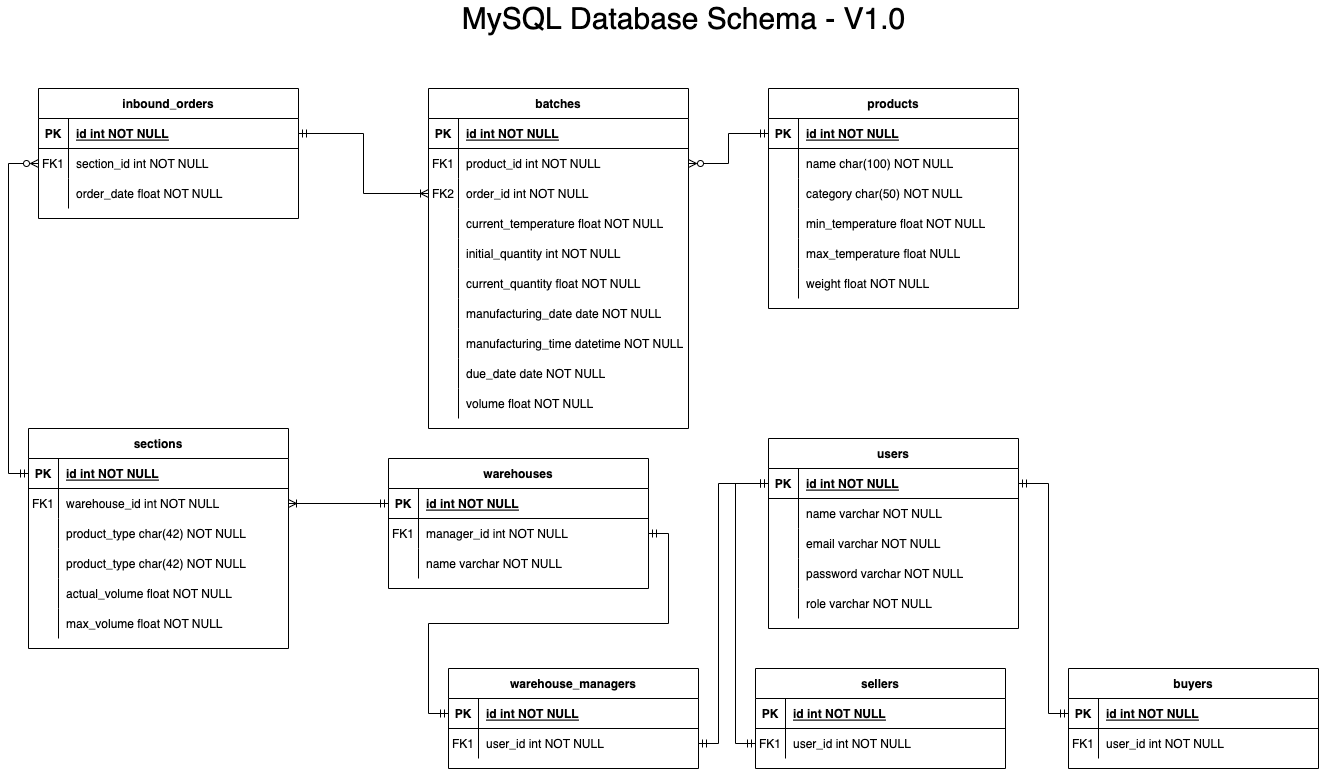 MySQL Database Schema - V1.0
inbound_orders
PK id int NOT NULL
FK1 section_id int NOT NULL
order_date float NOT NULL
batches
PK id int NOT NULL
FK1 product_id int NOT NULL
FK2 order_id int NOT NULL
current_temperature float NOT NULL
initial_quantity int NOT NULL
current_quantity float NOT NULL
manufacturing_date date NOT NULL
manufacturing_time datetime NOT NULL
due_date date NOT NULL
volume float NOT NULL
products
PK id int NOT NULL
name char(100) NOT NULL
category char(50) NOT NULL
min_temperature float NOT NULL
max_temperature float NULL
weight float NOT NULL
sections
PK id int NOT NULL
FK1 warehouse_id int NOT NULL
product_type char(42) NOT NULL
product_type char(42) NOT NULL
actual_volume float NOT NULL
max_volume float NOT NULL
warehouses
PK id int NOT NULL
FK1 manager_id int NOT NULL
name varchar NOT NULL
users
PK id int NOT NULL
name varchar NOT NULL
email varchar NOT NULL
password varchar NOT NULL
role varchar NOT NULL
warehouse_managers
PK id int NOT NULL
FK1 user_id int NOT NULL
sellers
PK id int NOT NULL
FK1 user_id int NOT NULL
buyers
PK id int NOT NULL
FK1 user_id int NOT NULL